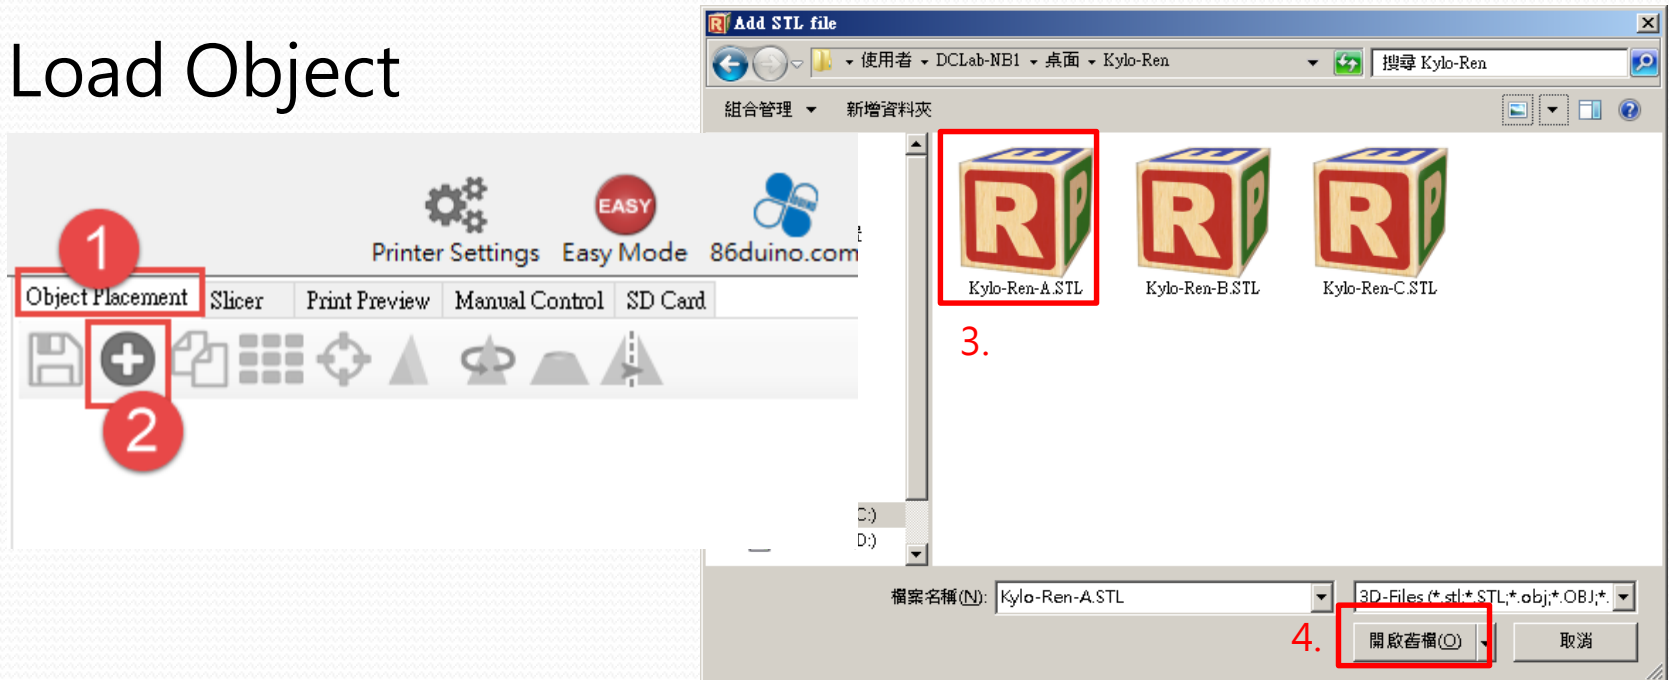 Load Object
Add STL file
使用者 DCLab-NB1 桌面 Kylo-Ren
搜尋 Kylo-Ren
組合管理 新增資料夾
1
EASY
Printer Settings Easy Mode 86duino.com
Object Placement Slicer Print Preview Manual Control SD Card
2
Kylo-Ren-A.STL Kylo-Ren-B.STL Kylo-Ren-C.STL
3.
C:)
D:)
檔案名稱(N): Kylo-Ren-A.STL 3D-Files (*.stl;*.STL;*.obj;*.OBJ;*.
4.
開啟舊檔(O) 取消